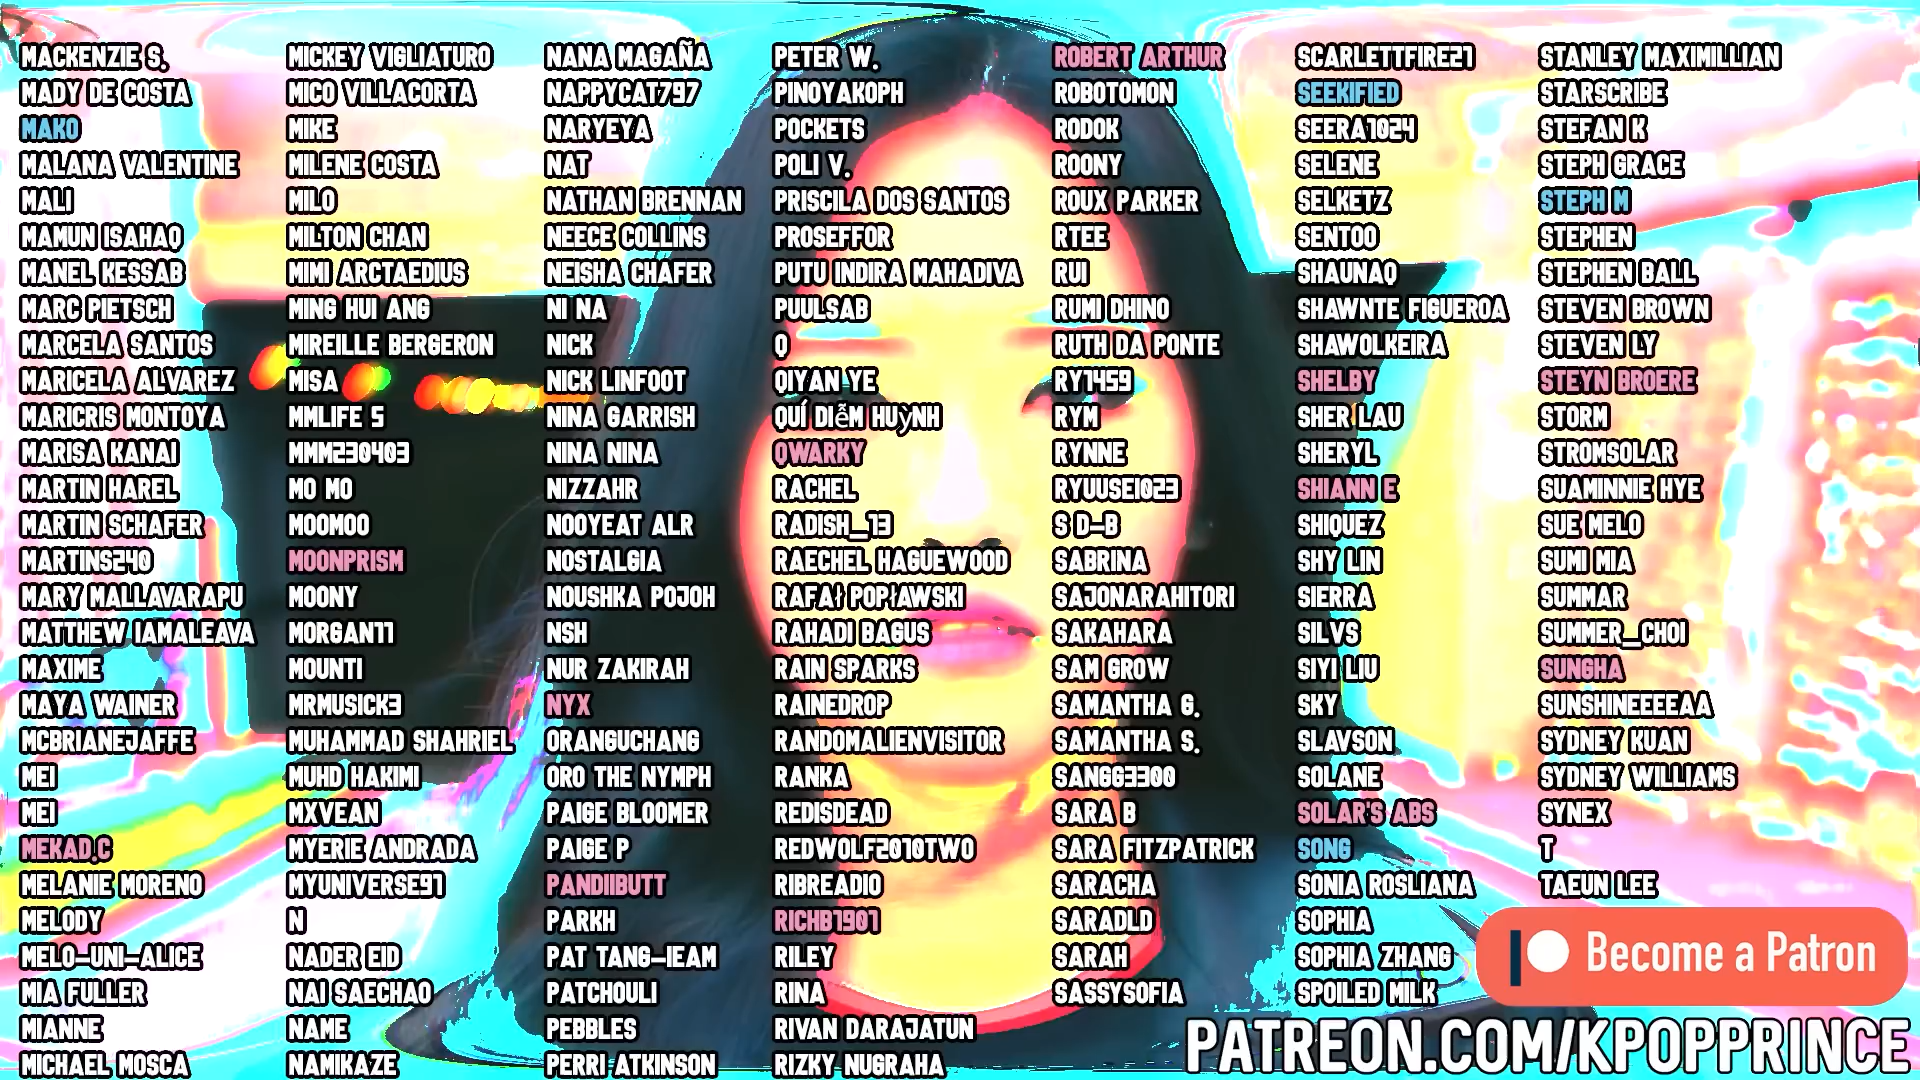 MACKENZIE S.
MADY DE COSTA
MAKO
MALANA VALENTINE
MALI
MAMUN ISAHAQ
MANEL KESSAB
MARC PIETSCH
MARCELA SANTOS
MARICELA ALVAREZ
MARICRIS MONTOYA
MARISA KANAI
MARTIN HAREL
MARTIN SCHAFER
MARTINS240
MARY MALLAVARAPU
MATTHEW IAMALEAVA
MAXIME
MAYA WAINER
MCBRIANEJAFFE
MEI
MEI
MEKAD.C
MELANIE MORENO
MELODY
MELO-UNI-ALICE
MIA FULLER
MIANNE
MICHAEL MOSCA
MICKEY VIGLIATURO
MICO VILLACORTA
MIKE
MILENE COSTA
MILO
MILTON CHAN
MIMI ARCTAEDIUS
MING HUI ANG
MIREILLE BERGERON
MISA
MMLIFE S
MMM230403
MO MO
MOOMOO
MOONPRISM
MOONY
MORGAN11
MOUNTI
MRMUSICK3
MUHAMMAD SHAHRIEL
MUHD HAKIMI
MXVEAN
MYERIE ANDRADA
MYUNIVERSE97
N
NADER EID
NAI SAECHAO
NAME
NAMIKAZE
NANA MAGAÑA
NAPPYCAT797
NARYEYA
NAT
NATHAN BRENNAN
NEECE COLLINS
NEISHA CHAFER
NI NA
NICK
NICK LINFOOT
NINA GARRISH
NINA NINA
NIZZAHR
NOOYEAT ALR
NOSTALGIA
NOUSHKA POJOH
NSH
NUR ZAKIRAH
NYX
ORANGUCHANG
ORO THE NYMPH
PAIGE BLOOMER
PAIGE P
PANDIIBUTT
PARKH
PAT TANG-IEAM
PATCHOULI
PEBBLES
PERRI ATKINSON
PETER W.
PINOYAKOPH
POCKETS
POLI V.
PRISCILA DOS SANTOS
PROSEFFOR
PUTU INDIRA MAHADIVA
PUULSAB
Q
QIYAN YE
QUÍ DIễM HUỳNH
QWARKY
RACHEL
RADISH_13
RAECHEL HAGUEWOOD
RAFAł POPłAWSKI
RAHADI BAGUS
RAIN SPARKS
RAINEDROP
RANDOMALIENVISITOR
RANKA
REDISDEAD
REDWOLF2010TWO
RIBREADIO
RICHB1901
RILEY
RINA
RIVAN DARAJATUN
RIZKY NUGRAHA
ROBERT ARTHUR
ROBOTOMON
RODOK
ROONY
ROUX PARKER
RTEE
RUI
RUMI DHINO
RUTH DA PONTE
RY1459
RYM
RYNNE
RYUUSEI023
S D-B
SABRINA
SAJONARAHITORI
SAKAHARA
SAM GROW
SAMANTHA G.
SAMANTHA S.
SANGG3300
SARA B
SARA FITZPATRICK
SARACHA
SARADLD
SARAH
SASSYSOFIA
SCARLETTFIRE21
SEEKIFIED
SEERA1024
SELENE
SELKETZ
SENTOO
SHAUNAQ
SHAWNTE FIGUEROA
SHAWOLKEIRA
SHELBY
SHER LAU
SHERYL
SHIANN E
SHIQUEZ
SHY LIN
SIERRA
SILVS
SIYI LIU
SKY
SLAVSON
SOLANE
SOLAR'S ABS
SONG
SONIA ROSLIANA
SOPHIA
SOPHIA ZHANG
SPOILED MILK
STANLEY MAXIMILLIAN
STARSCRIBE
STEFAN K
STEPH GRACE
STEPH M
STEPHEN
STEPHEN BALL
STEVEN BROWN
STEVEN LY
STEYN BROERE
STORM
STROMSOLAR
SUAMINNIE HYE
SUE MELO
SUMI MIA
SUMMAR
SUMMER_CHOI
SUNGHA
SUNSHINEEEEAA
SYDNEY KUAN
SYDNEY WILLIAMS
SYNEX
T
TAEUN LEE
Become a Patron
PATREON.COM/KPOPPRINCE